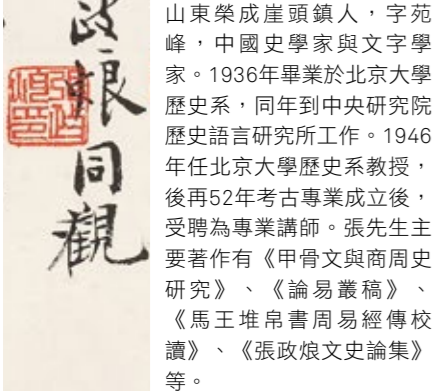 政烺同觀
張政烺印
山東榮成崖頭鎮人，字苑
峰，中國史學家與文字學
家。1936年畢業於北京大學
歷史系，同年到中央研究院
歷史語言研究所工作。1946
年任北京大學歷史系教授，
後再52年考古專業成立後，
受聘為專業講師。張先生主
要著作有《甲骨文與商周史
研究》、《論易叢稿》、
《馬王堆帛書周易經傳校
讀》、《張政烺文史論集》
等。